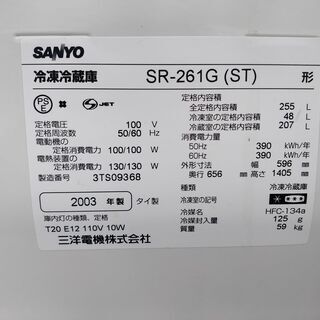 SANYO
冷凍冷蔵庫 SR-261G (ST) 形
PS E JET
定格電圧 100 V
定格周波数 50/60 Hz
電動機の
定格消費電力 100/100 W
電熱装置の
定格消費電力 130/130 W
製造番号 3TS09368
2003 年製 タイ製
庫内灯の種類、定格
T20 E12 110V 10W
定格内容積
全定格内容積 255 L
冷凍室の定格内容積 48 L
冷蔵室の定格内容積 207 L
消費電力量
50Hz 390 kWh/年
60Hz 390 kWh/年
外形寸法 幅 596 mm
奥行 656 mm 高さ 1405 mm
種類 冷凍冷蔵庫
冷凍室の記号
冷媒名 HFC-134a
冷媒封入量 125 g
質量 59 kg
三洋電機株式会社